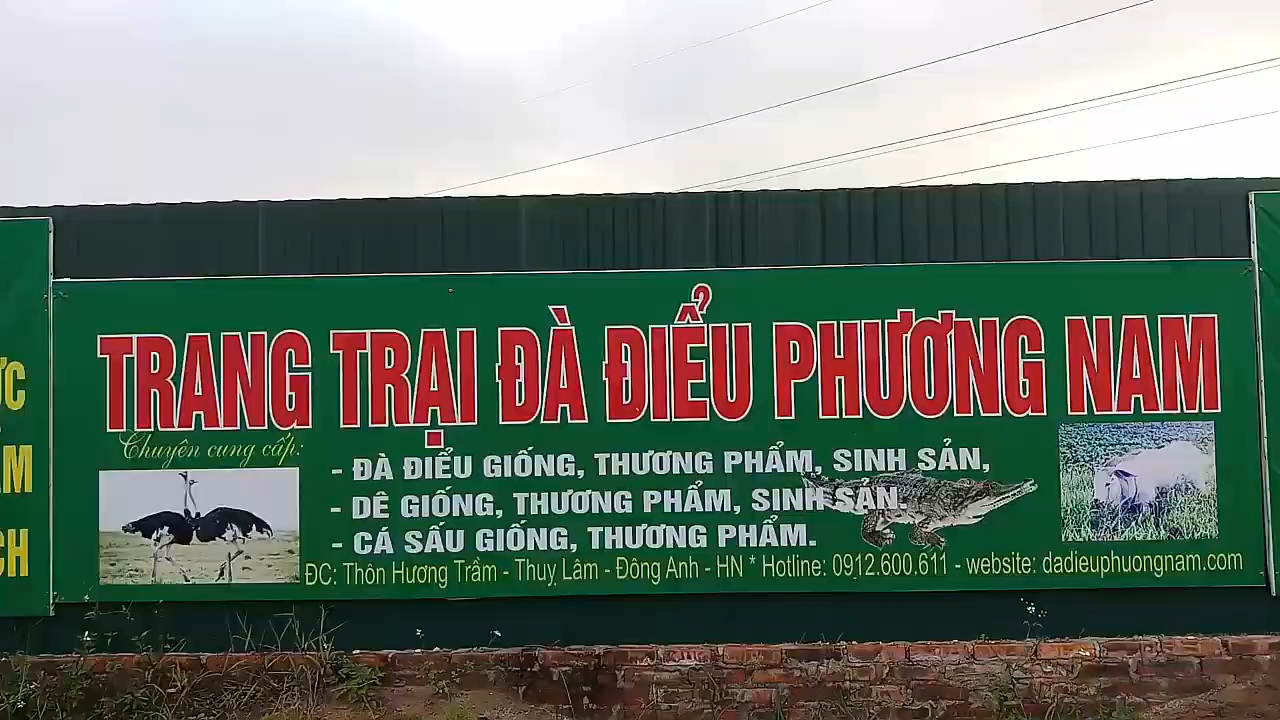 TRANG TRẠI ĐÀ ĐIỂU PHƯƠNG NAM
Chuyên cung cấp:
- ĐÀ ĐIỂU GIỐNG, THƯƠNG PHẨM, SINH SẢN,
- DÊ GIỐNG, THƯƠNG PHẨM, SINH SẢN.
- CÁ SẤU GIỐNG, THƯƠNG PHẨM.
ĐC: Thôn Hương Trầm - Thuỵ Lâm - Đông Anh - HN * Hotline: 0912.600.611 - website: dadieuphuongnam.com